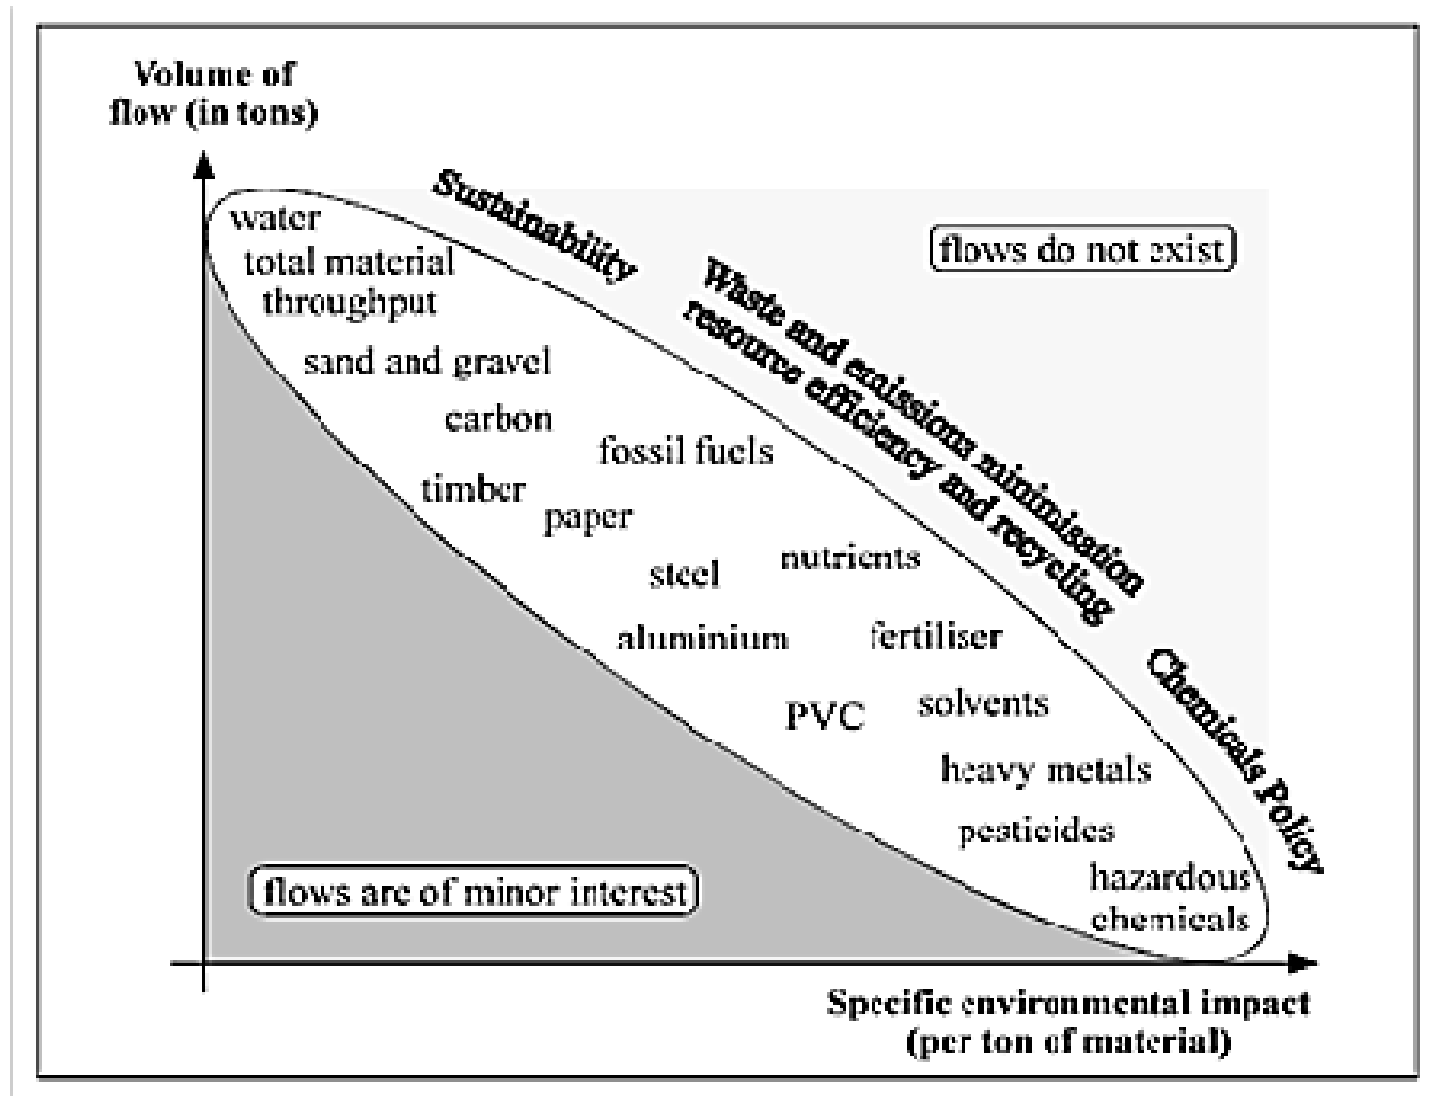 Volume of
flow (in tons)
Sustainability
water
total material
throughput
flows do not exist
Waste and emissions minimisation
resource efficiency and recycling
sand and gravel
carbon
fossil fuels
timber
paper
nutrients
steel
aluminium
fertiliser
Chemicals Policy
PVC
solvents
heavy metals
pesticides
hazardous
chemicals
flows are of minor interest
Specific environmental impact
(per ton of material)